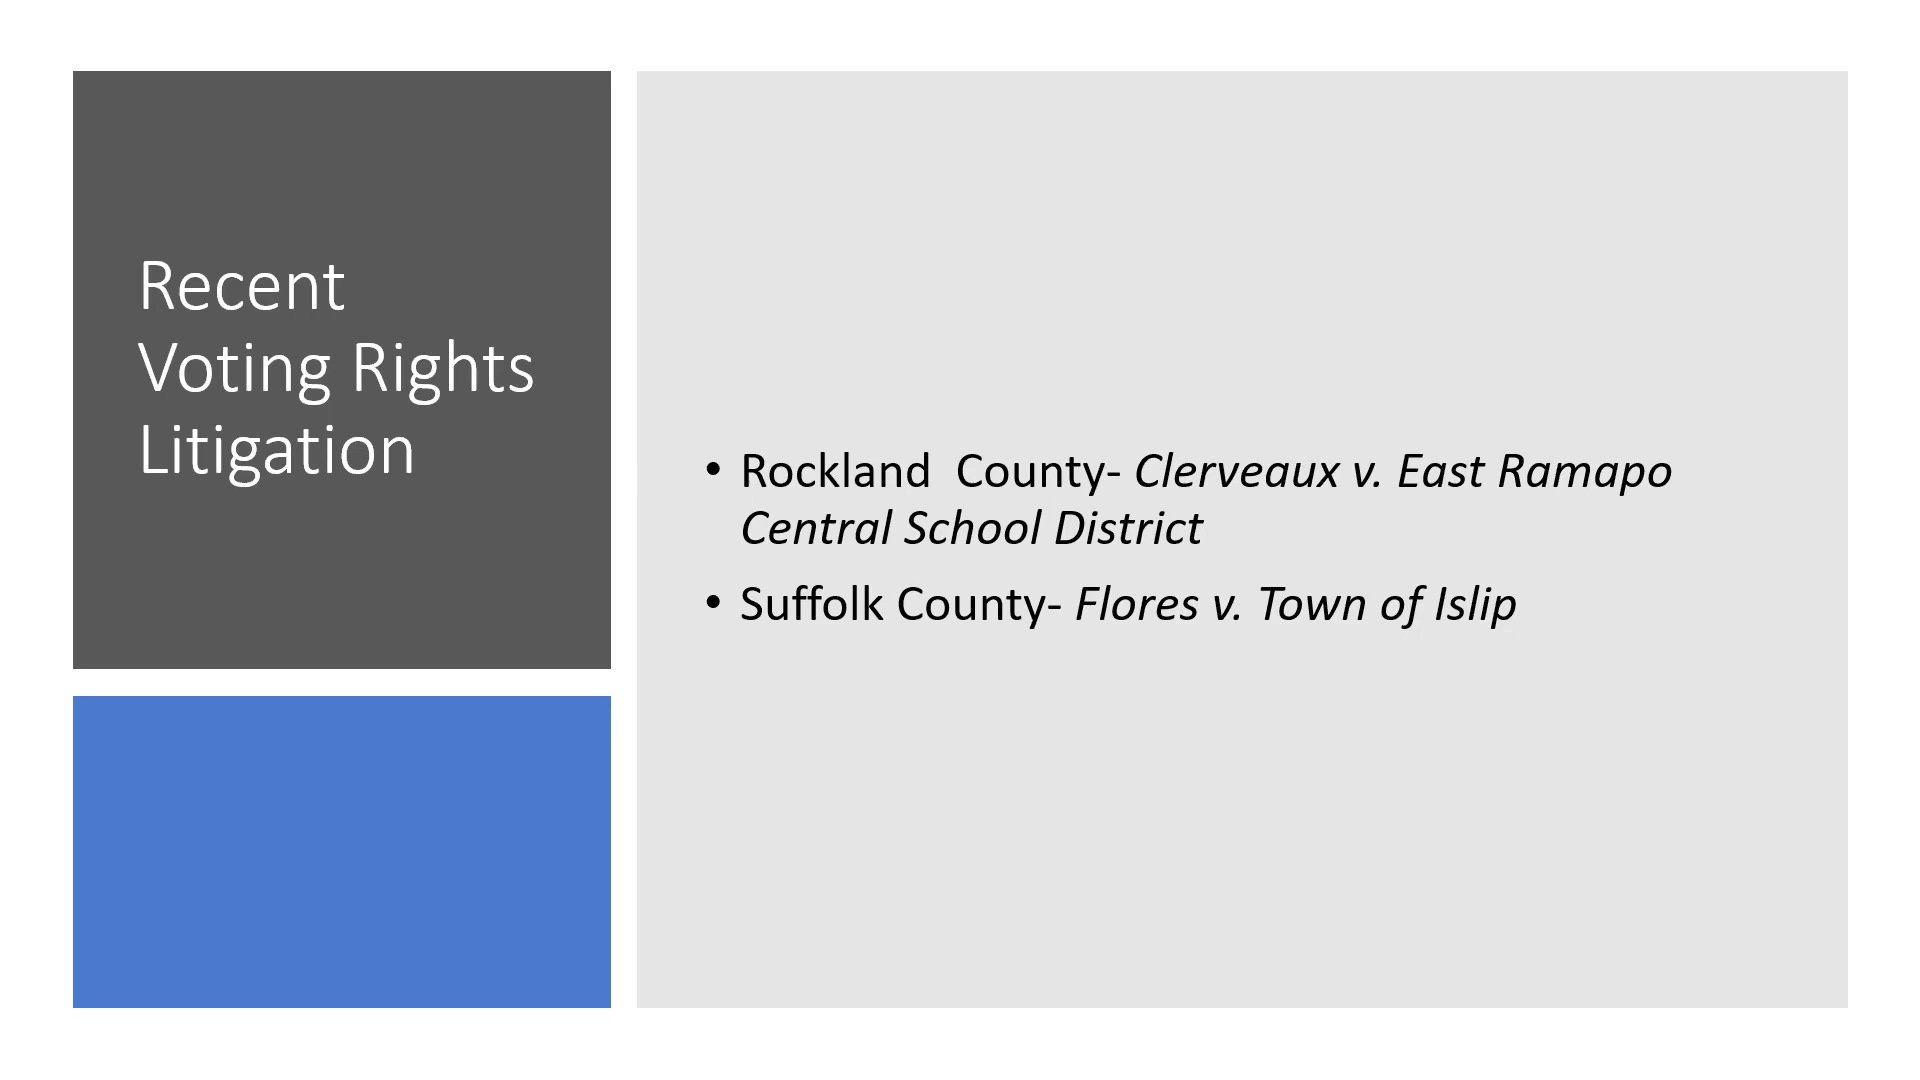 Recent
Voting Rights
Litigation
• Rockland  County- Clerveaux v. East Ramapo
Central School District
• Suffolk County- Flores v. Town of Islip